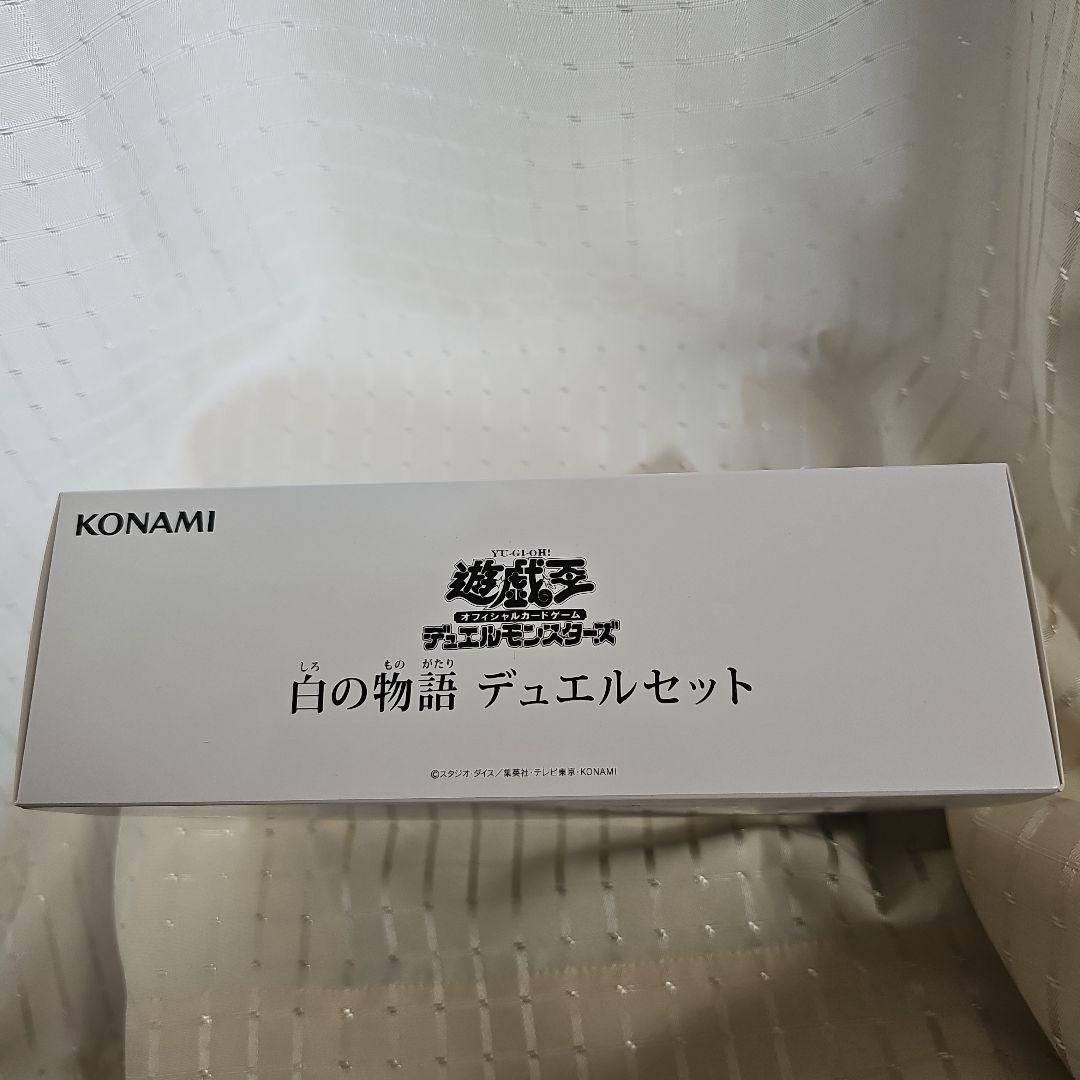 KONAMI
YU-GI-OH!
遊戯王
オフィシャルカードゲーム
デュエルモンスターズ
しろ もの がたり
白の物語 デュエルセット
©スタジオ・ダイス／集英社・テレビ東京・KONAMI